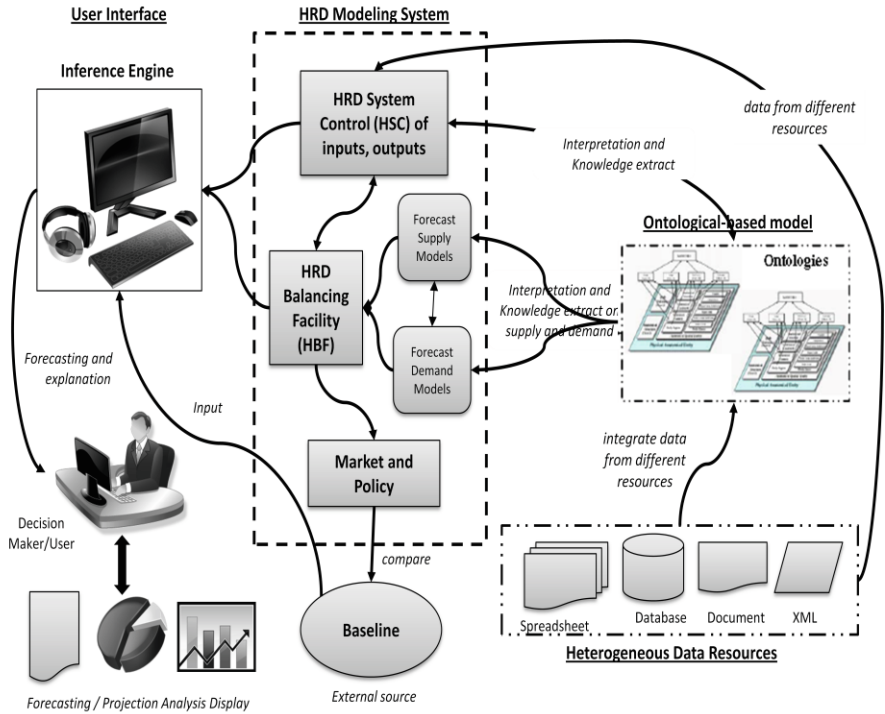 User Interface
HRD Modeling System
Inference Engine
HRD System
Control (HSC) of
inputs, outputs
data from different
resources
Interpretation and
Knowledge extract
Ontological-based model
Ontologies
Forecast
Supply
Models
HRD
Balancing
Facility
(HBF)
Interpretation and
Knowledge extract on
supply and demand
Forecast
Demand
Models
Forecasting and
explanation
Input
integrate data
from different
resources
Market and
Policy
Decision
Maker/User
compare
Baseline
Spreadsheet
Database
Document
XML
Heterogeneous Data Resources
External source
Forecasting / Projection Analysis Display